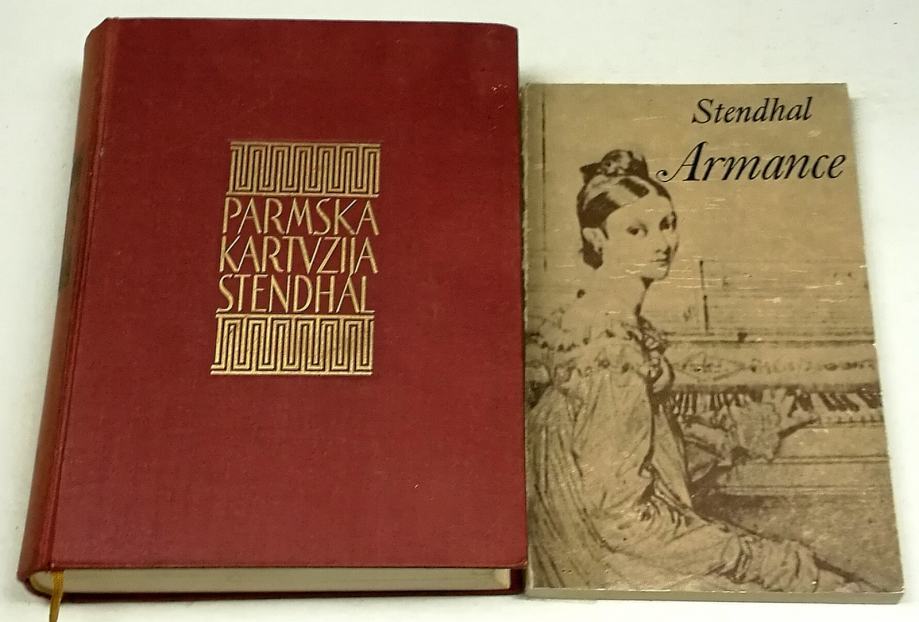 PARMSKA
KARTVZIJA
STENDHAL
Stendhal
Armance